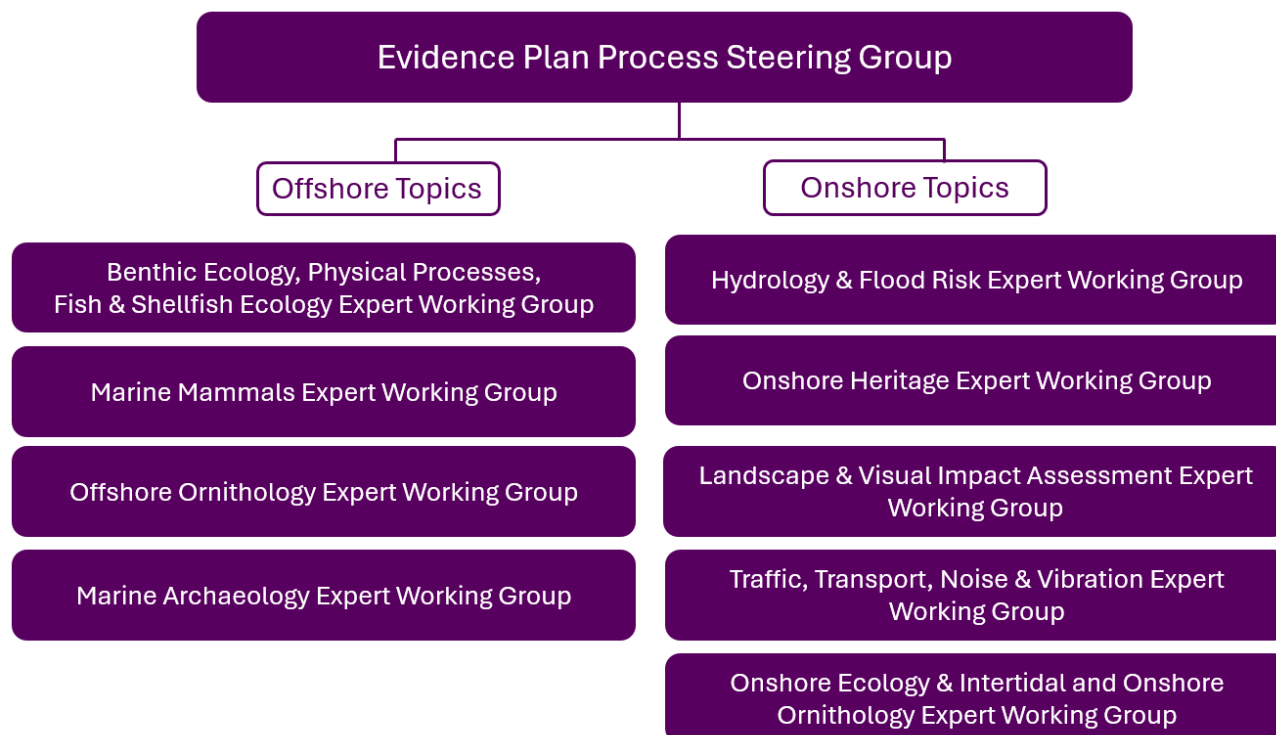 Evidence Plan Process Steering Group
Offshore Topics
Benthic Ecology, Physical Processes,
Fish & Shellfish Ecology Expert Working Group
Marine Mammals Expert Working Group
Offshore Ornithology Expert Working Group
Marine Archaeology Expert Working Group
Onshore Topics
Hydrology & Flood Risk Expert Working Group
Onshore Heritage Expert Working Group
Landscape & Visual Impact Assessment Expert
Working Group
Traffic, Transport, Noise & Vibration Expert
Working Group
Onshore Ecology & Intertidal and Onshore
Ornithology Expert Working Group